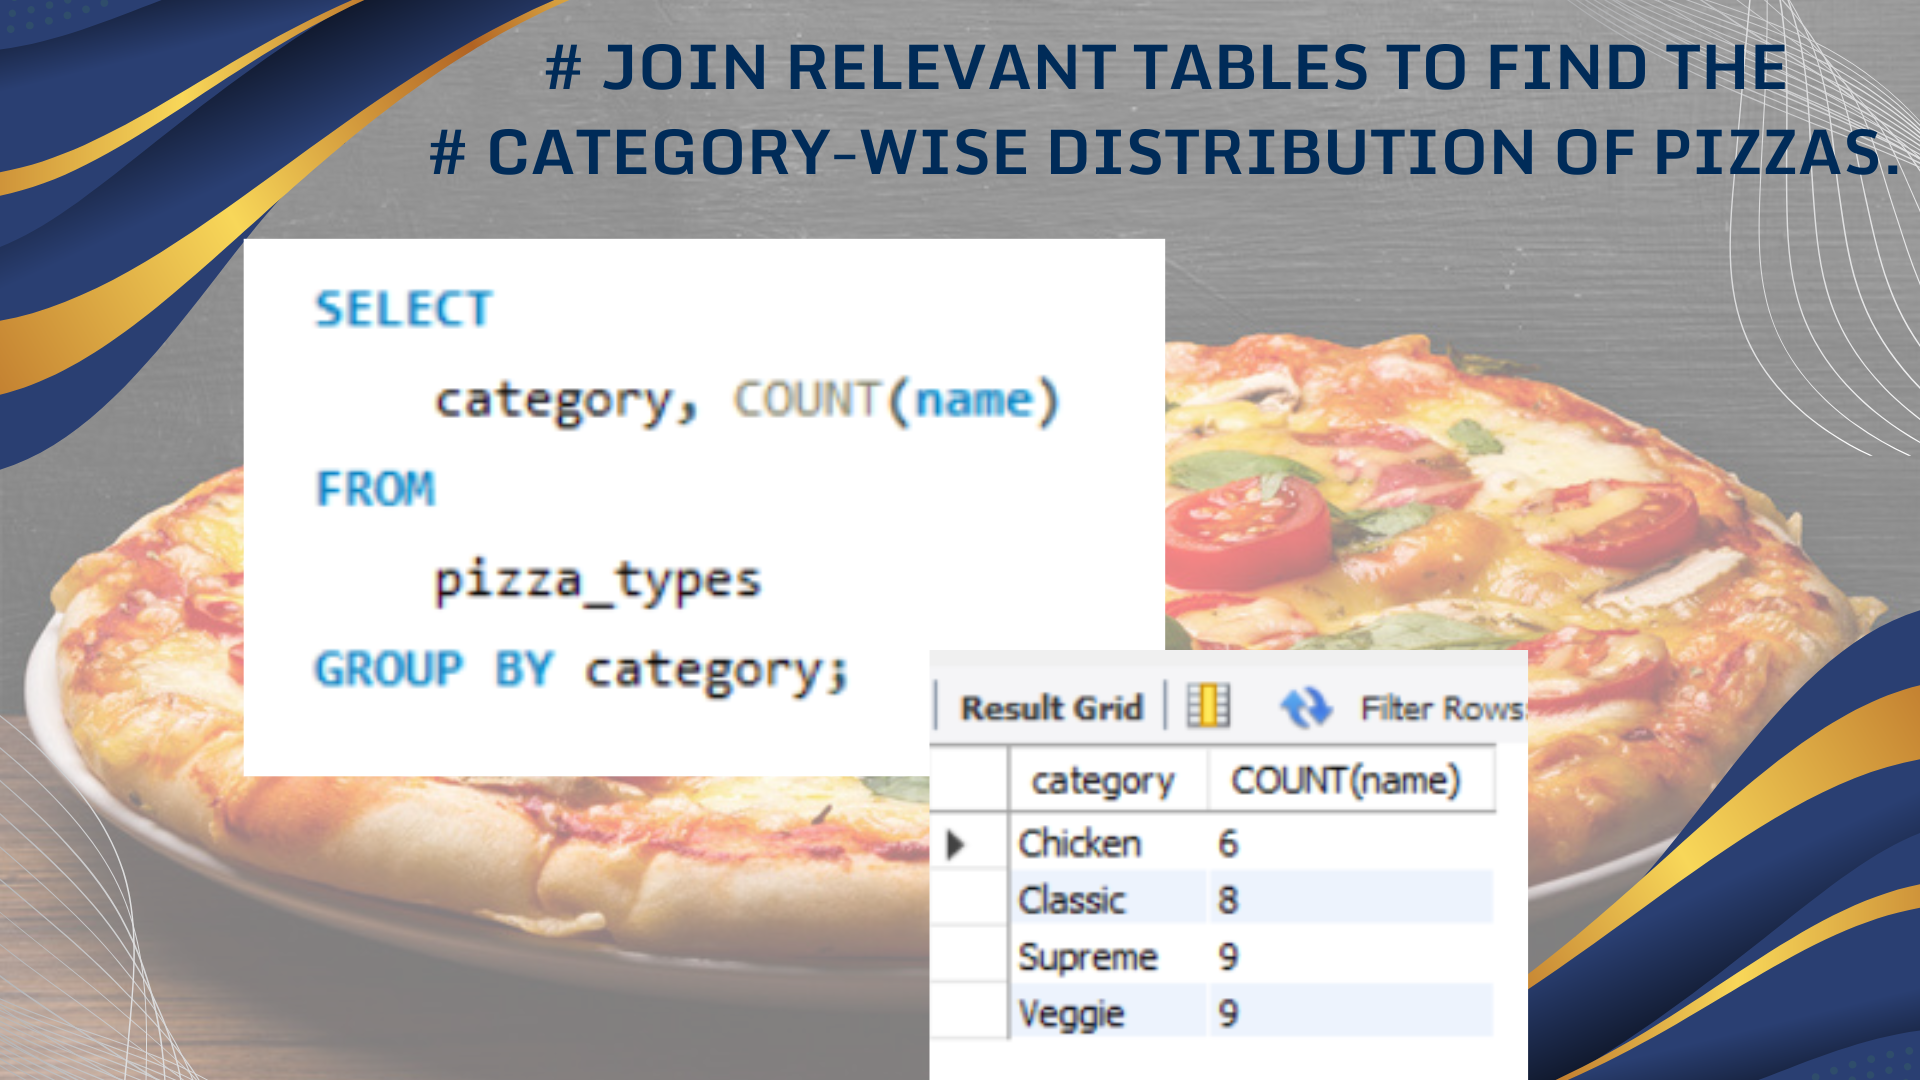 # JOIN RELEVANT TABLES TO FIND THE
# CATEGORY-WISE DISTRIBUTION OF PIZZAS.
SELECT
category, COUNT(name)
FROM
pizza_types
GROUP BY category;
Result Grid Filter Rows:
category COUNT(name)
Chicken 6
Classic 8
Supreme 9
Veggie 9